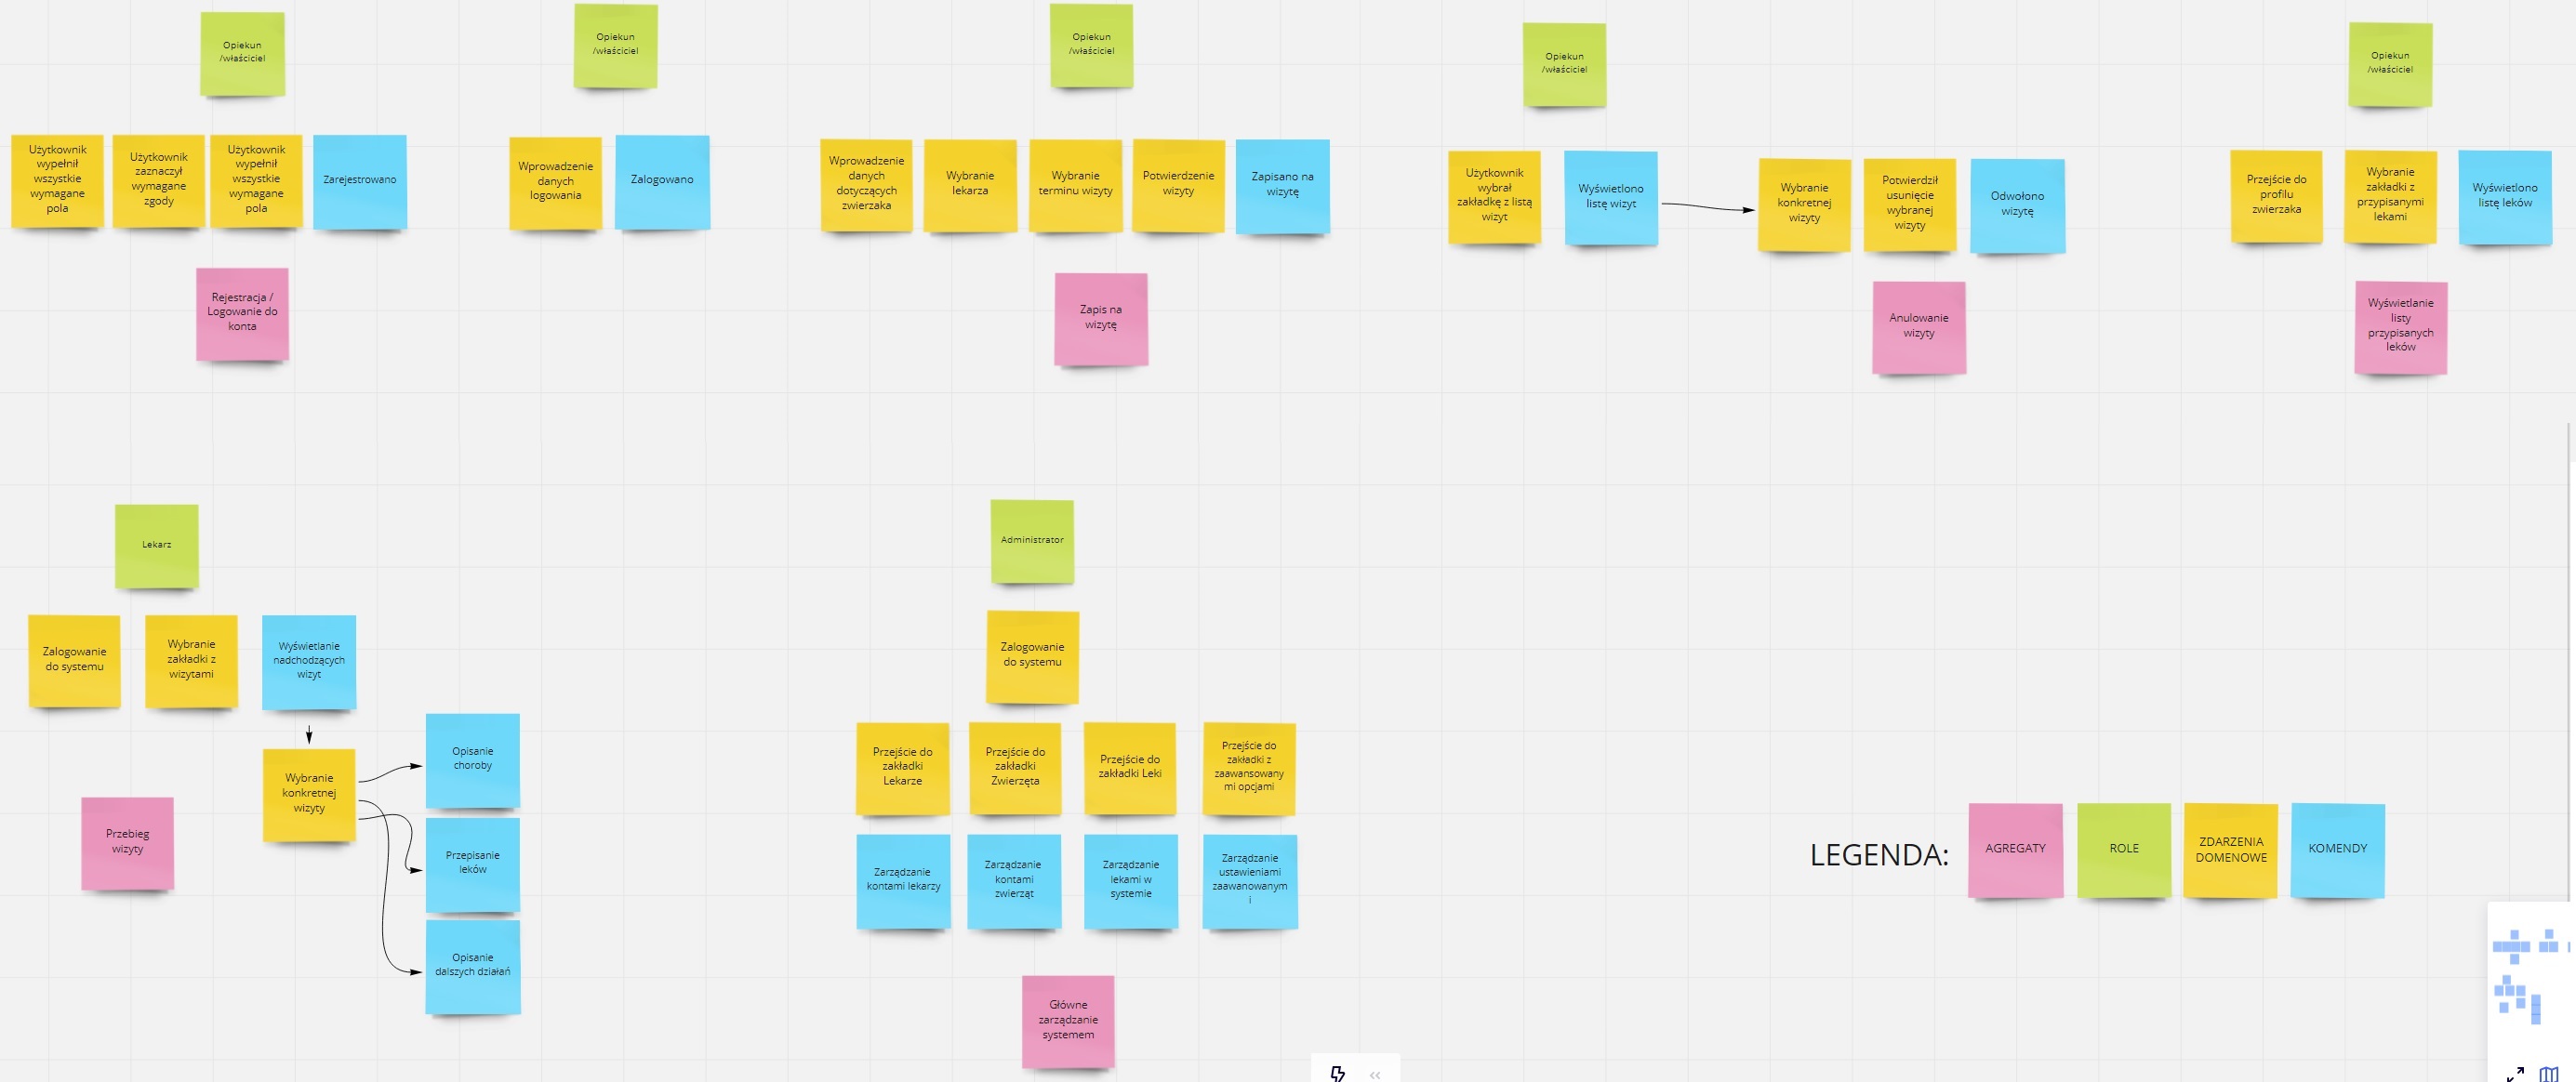 Opiekun
/właściciel
Opiekun
/właściciel
Opiekun
/właściciel
Opiekun
/właściciel
Opiekun
/właściciel
Użytkownik
wypełnił
wszystkie
wymagane
pola
Użytkownik
zaznaczył
wymagane
zgody
Użytkownik
wypełnił
wszystkie
wymagane
pola
Zarejestrowano
Wprowadzenie
danych
logowania
Zalogowano
Wprowadzenie
danych
dotyczących
zwierzaka
Wybranie
lekarza
Wybranie
terminu wizyty
Potwierdzenie
wizyty
Zapisano na
wizytę
Użytkownik
wybrał
zakładkę z listą
wizyt
Wyświetlono
listę wizyt
Wybranie
konkretnej
wizyty
Potwierdził
usunięcie
wybranej
wizyty
Odwołono
wizytę
Przejście do
profilu
zwierzaka
Wybranie
zakładki z
przypisanymi
lekami
Wyświetlono
listę leków
Rejestracja /
Logowanie do
konta
Zapis na
wizytę
Anulowanie
wizyty
Wyświetlanie
listy
przypisanych
leków
Lekarz
Zalogowanie
do systemu
Wybranie
zakładki z
wizytami
Wyświetlanie
nadchodzących
wizyt
Wybranie
konkretnej
wizyty
Opisanie
choroby
Przepisanie
leków
Opisanie
dalszych działań
Przebieg
wizyty
Administrator
Zalogowanie
do systemu
Przejście do
zakładki
Lekarze
Przejście do
zakładki
Zwierzęta
Przejście do
zakładki Leki
Przejście do
zakładki z
zaawansowany
mi opcjami
Zarządzanie
kontami lekarzy
Zarządzanie
kontami
zwierząt
Zarządzanie
lekami w
systemie
Zarządzanie
ustawieniami
zaawanowanym
i
Główne
zarządzanie
systemem
LEGENDA:
AGREGATY
ROLE
ZDARZENIA
DOMENOWE
KOMENDY